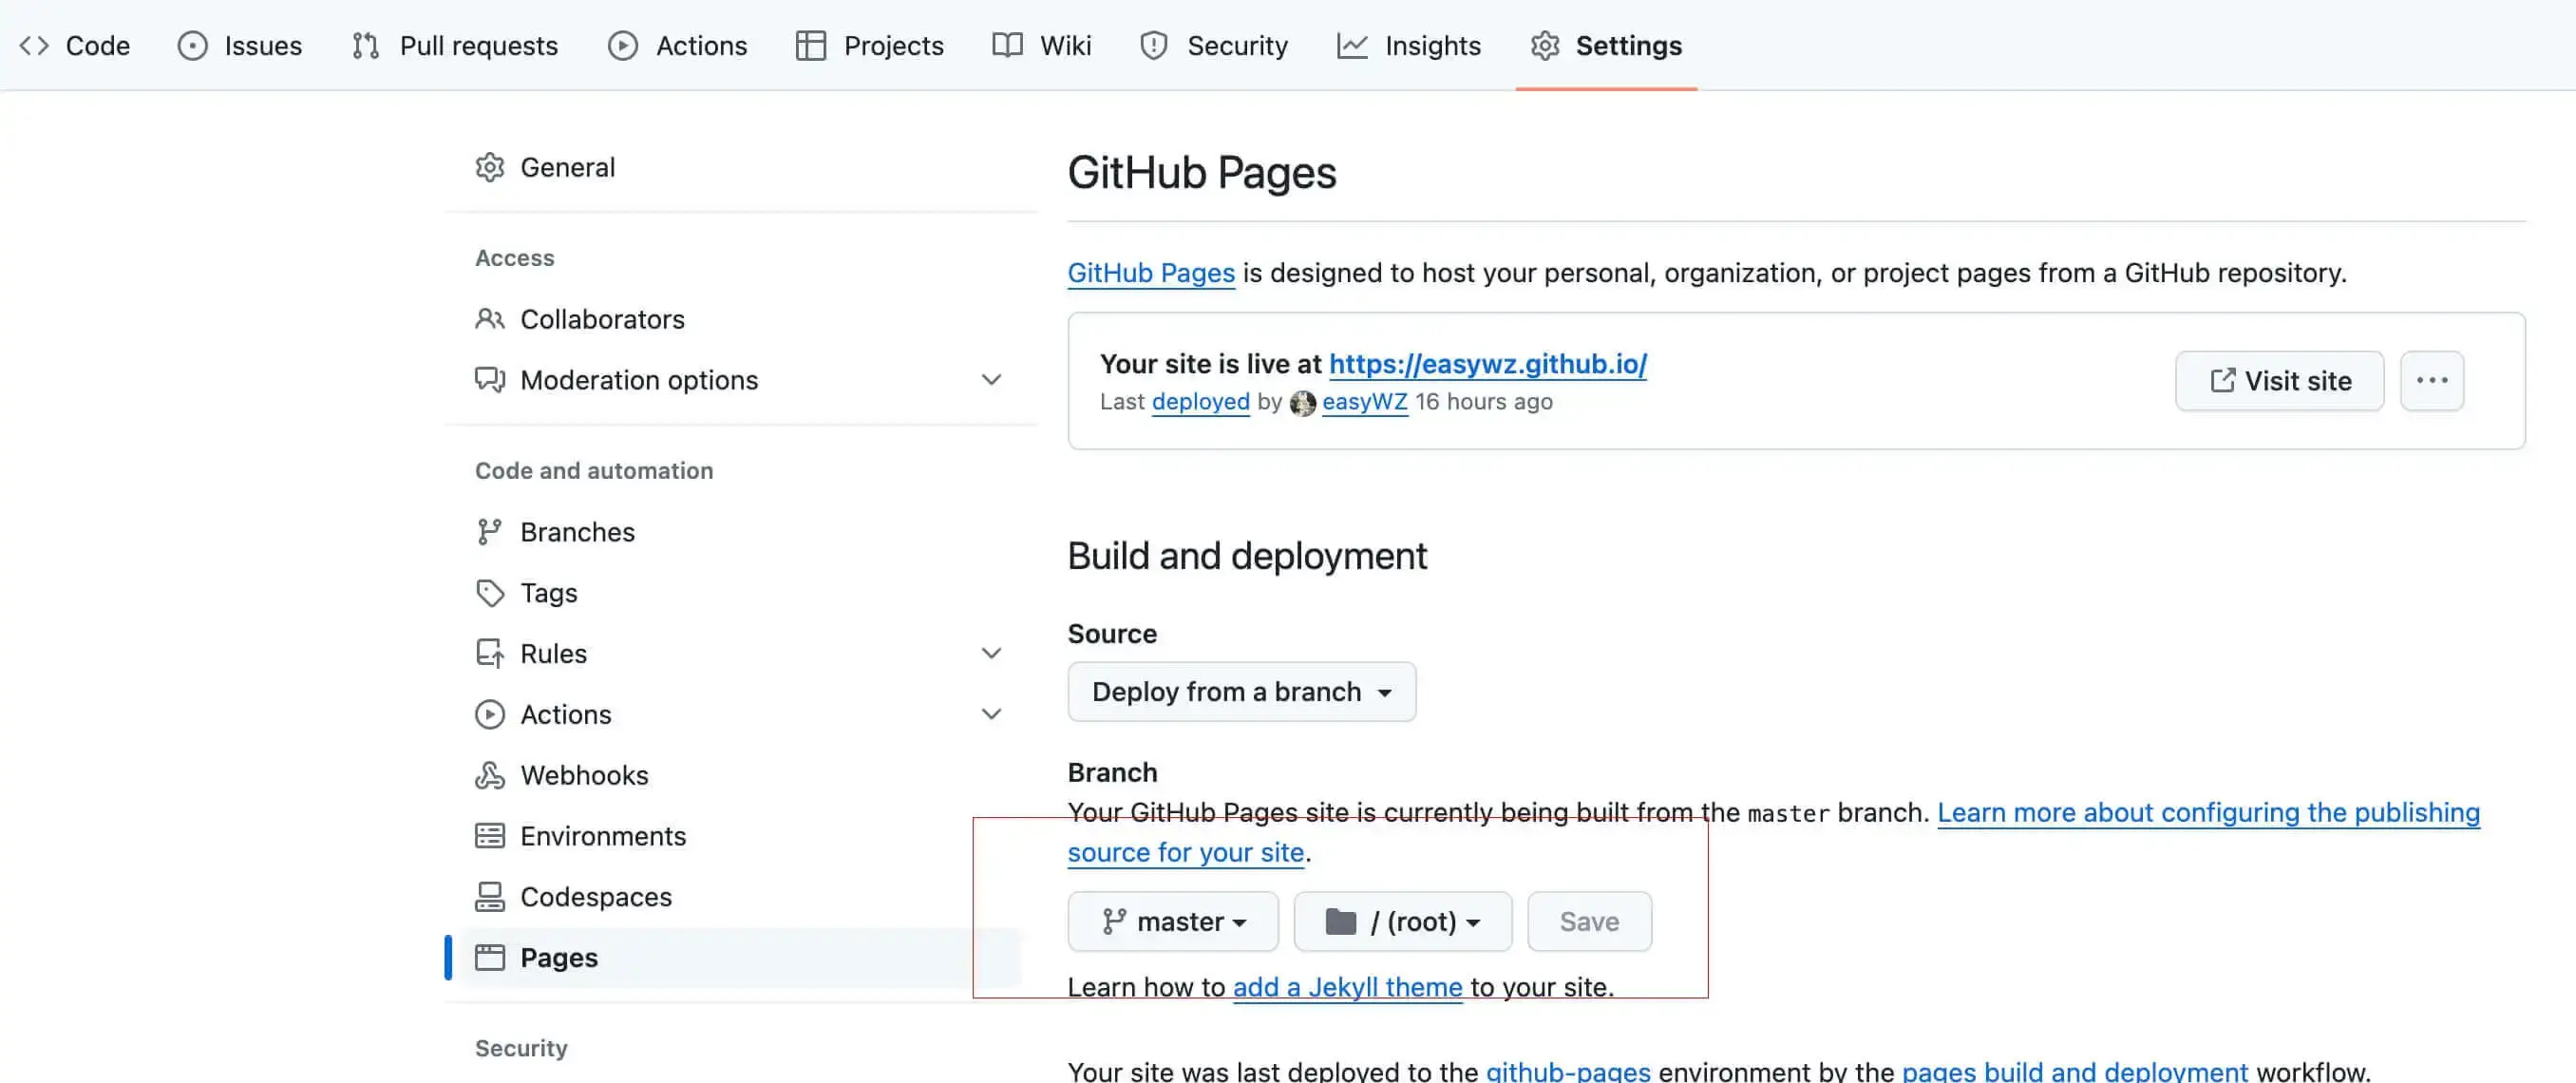 Code Issues Pull requests Actions Projects Wiki Security Insights Settings
General
Access
Collaborators
Moderation options
Code and automation
Branches
Tags
Rules
Actions
Webhooks
Environments
Codespaces
Pages
Security
GitHub Pages
GitHub Pages is designed to host your personal, organization, or project pages from a GitHub repository.
Your site is live at https://easywz.github.io/
Last deployed by easyWZ 16 hours ago
Visit site
Build and deployment
Source
Deploy from a branch
Branch
Your GitHub Pages site is currently being built from the master branch. Learn more about configuring the publishing
source for your site.
master / (root) Save
Learn how to add a Jekyll theme to your site.
Your site was last deployed to the github-pages environment by the pages build and deployment workflow.